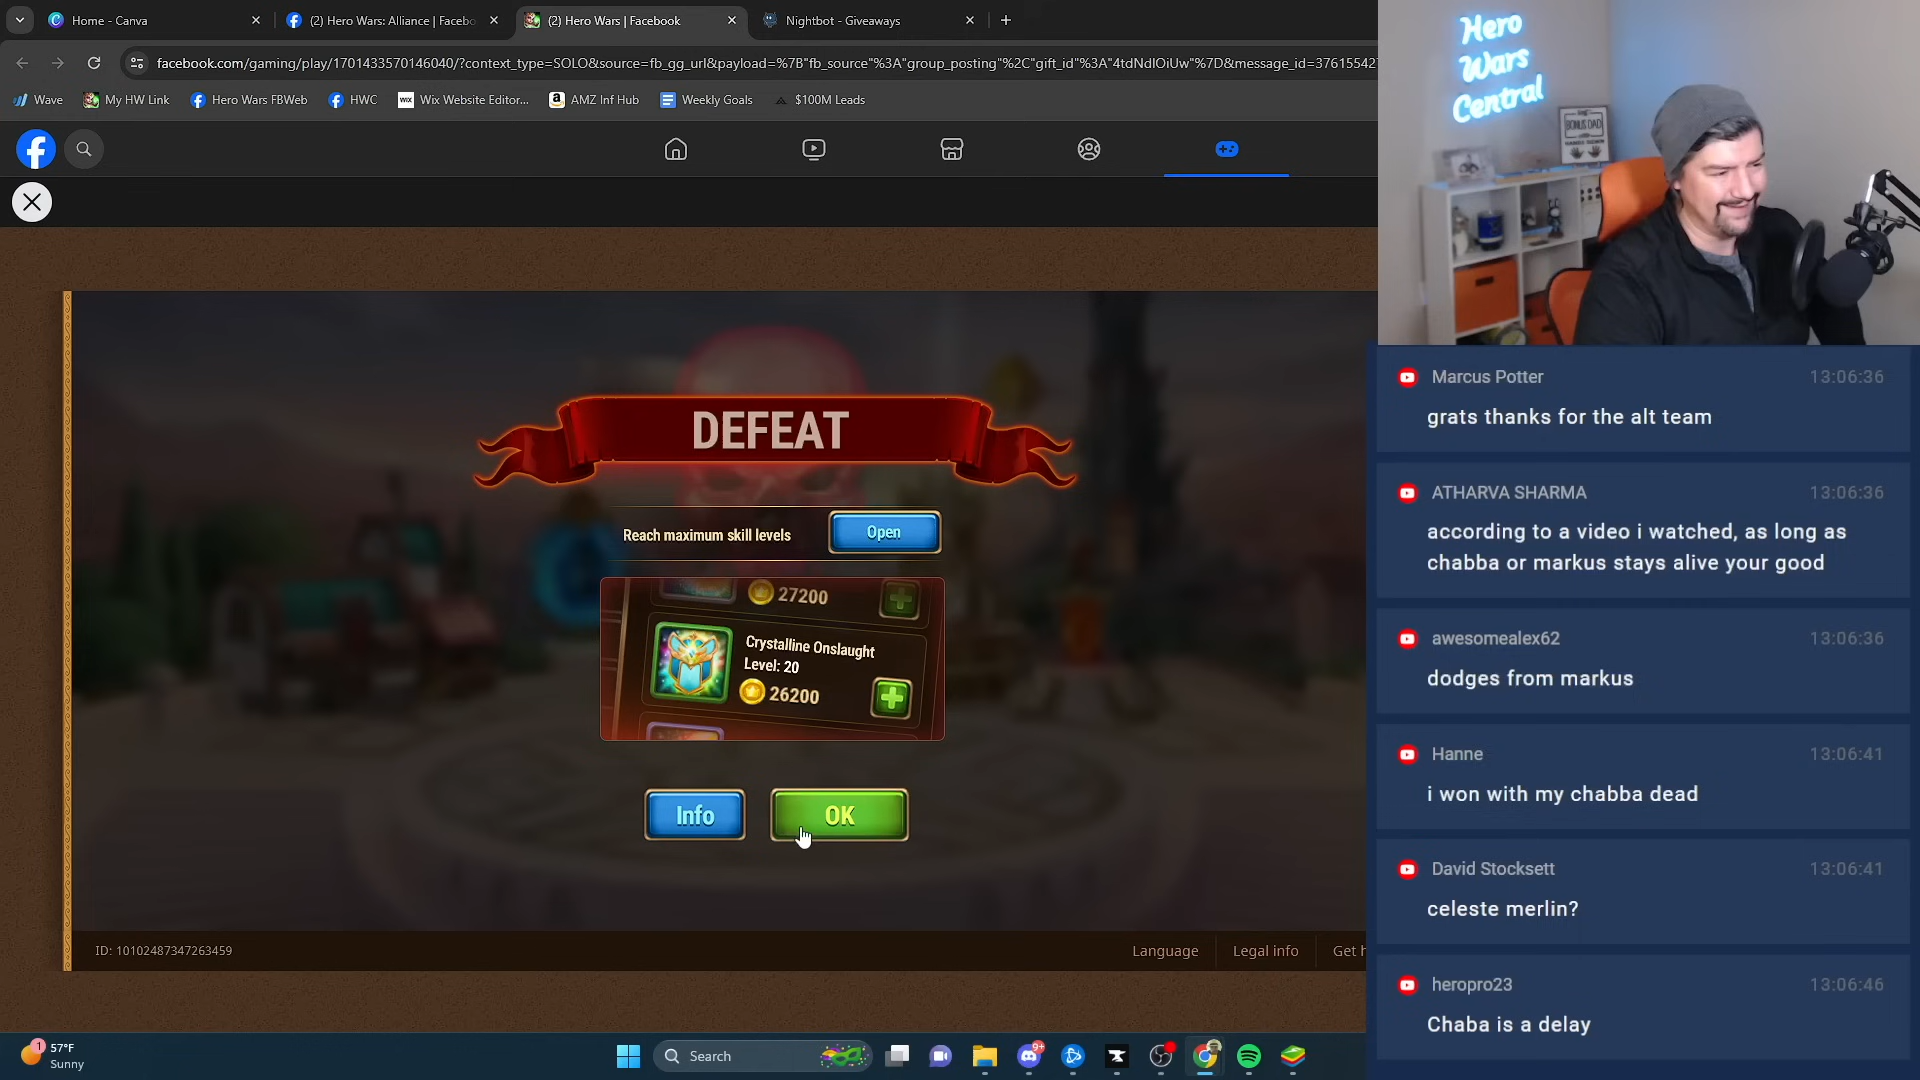 Home - Canva
(2) Hero Wars: Alliance | Facebo
(2) Hero Wars | Facebook
Nightbot - Giveaways
facebook.com/gaming/play/1701433570146040/?context_type=SOLO&source=fb_gg_url&payload=%7B"fb_source"%3A"group_posting"%2C"gift_id"%3A"4tdNdIOiUw"%7D&message_id=37615542
Wave
My HW Link
Hero Wars FBWeb
HWC
WIX
Wix Website Editor...
AMZ Inf Hub
Weekly Goals
$100M Leads
Hero
Wars
Central
BONUS DAD
DEFEAT
Reach maximum skill levels
Open
27200
Crystalline Onslaught
Level: 20
26200
Info
OK
ID: 10102487347263459
Language
Legal info
Get h
Marcus Potter
13:06:36
grats thanks for the alt team
ATHARVA SHARMA
13:06:36
according to a video i watched, as long as
chabba or markus stays alive your good
awesomealex62
13:06:36
dodges from markus
Hanne
13:06:41
i won with my chabba dead
David Stocksett
13:06:41
celeste merlin?
heropro23
13:06:46
Chaba is a delay
1
57°F
Sunny
Search
9+